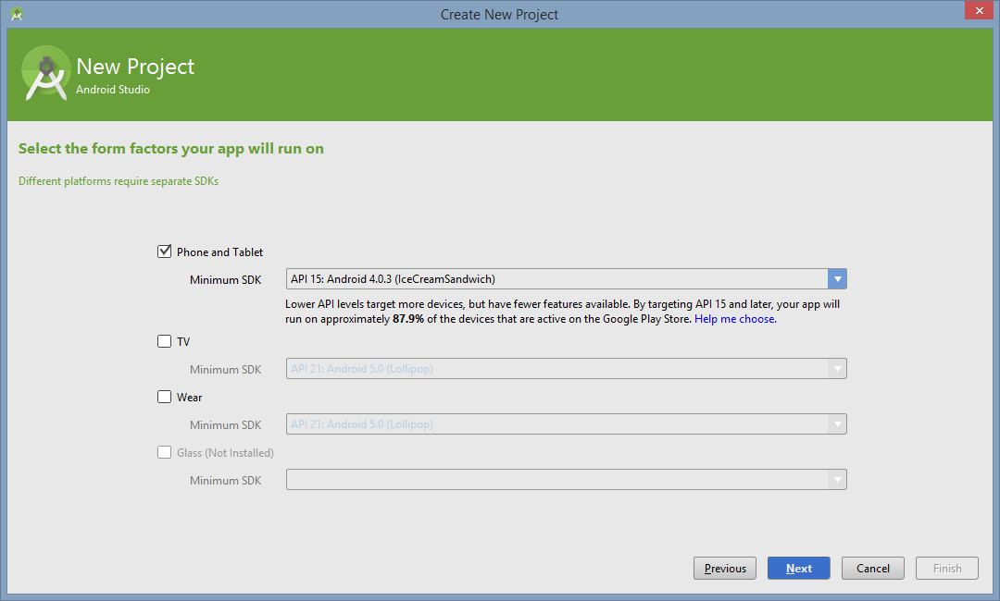 Create New Project
New Project
Android Studio
Select the form factors your app will run on
Different platforms require separate SDKs
Phone and Tablet
Minimum SDK API 15: Android 4.0.3 (IceCreamSandwich)
Lower API levels target more devices, but have fewer features available. By targeting API 15 and later, your app will
run on approximately 87.9% of the devices that are active on the Google Play Store. Help me choose.
TV
Minimum SDK API 21: Android 5.0 (Lollipop)
Wear
Minimum SDK API 21: Android 5.0 (Lollipop)
Glass (Not Installed)
Minimum SDK
Previous Next Cancel Finish